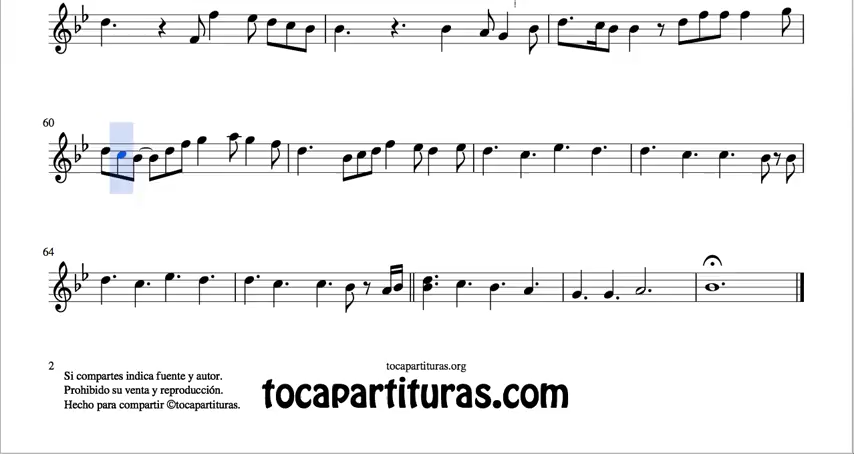 60
64
2
tocapartituras.org
Si compartes indica fuente y autor.
Prohibido su venta y reproducción.
Hecho para compartir ©tocapartituras.
tocapartituras.com